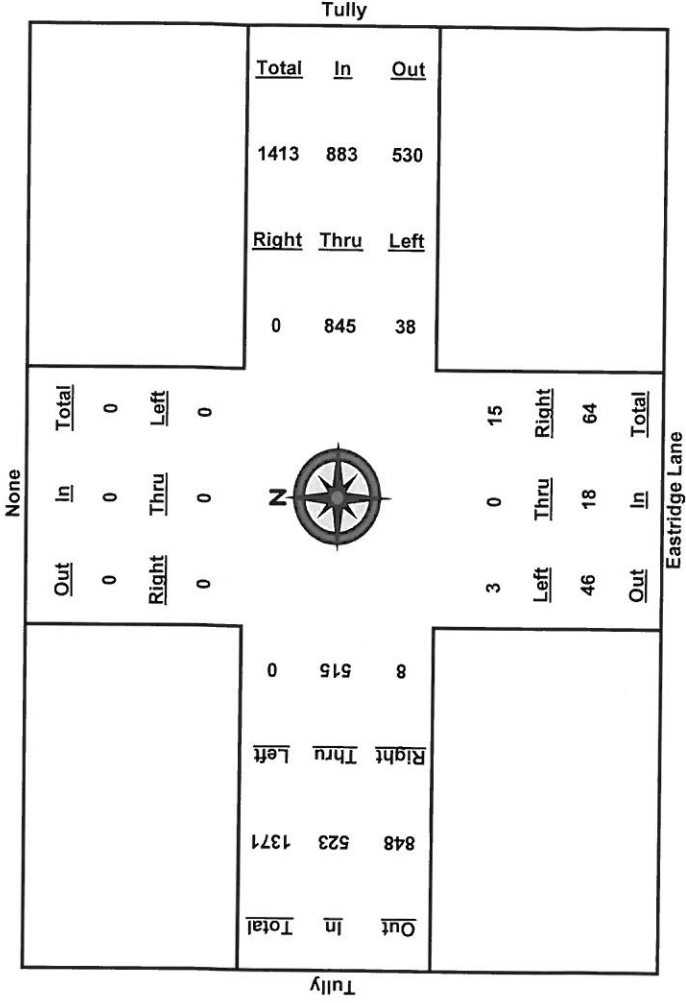 Tully
Total In Out
1413 883 530
Right Thru Left
0 845 38
None
Out In Total
0 0 0
Right Thru Left
0 0 0
N
3 0 15
Left Thru Right
46 18 64
Out In Total
Eastridge Lane
8 515 0
Right Thru Left
848 523 1371
Out In Total
Tully